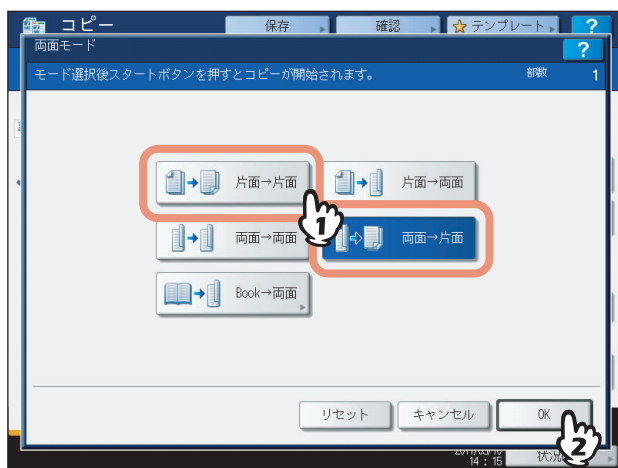 コピー 保存 確認 テンプレート ?
両面モード ?
モード選択後スタートボタンを押すとコピーが開始されます。 部数 1
片面→片面 片面→両面
1
両面→両面 両面→片面
Book→両面
リセット キャンセル OK
2
14 : 15 状況